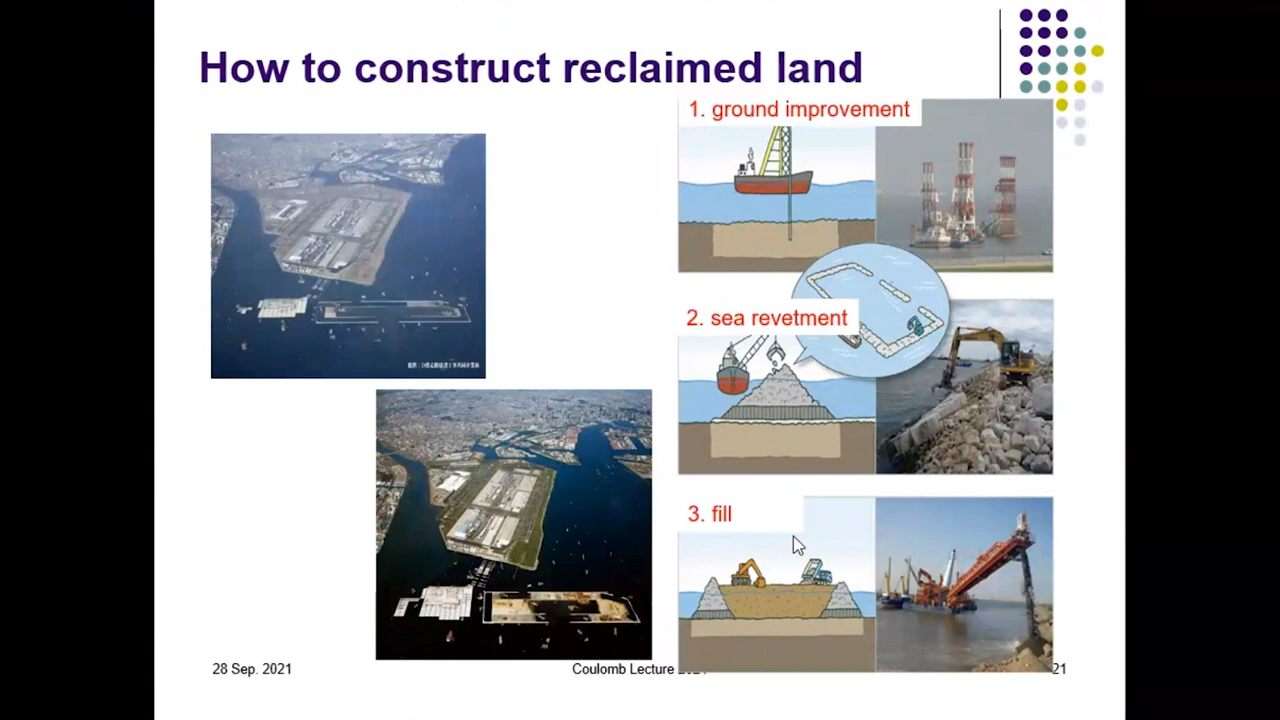 How to construct reclaimed land
1. ground improvement
2. sea revetment
3. fill
28 Sep. 2021
Coulomb Lecture
21